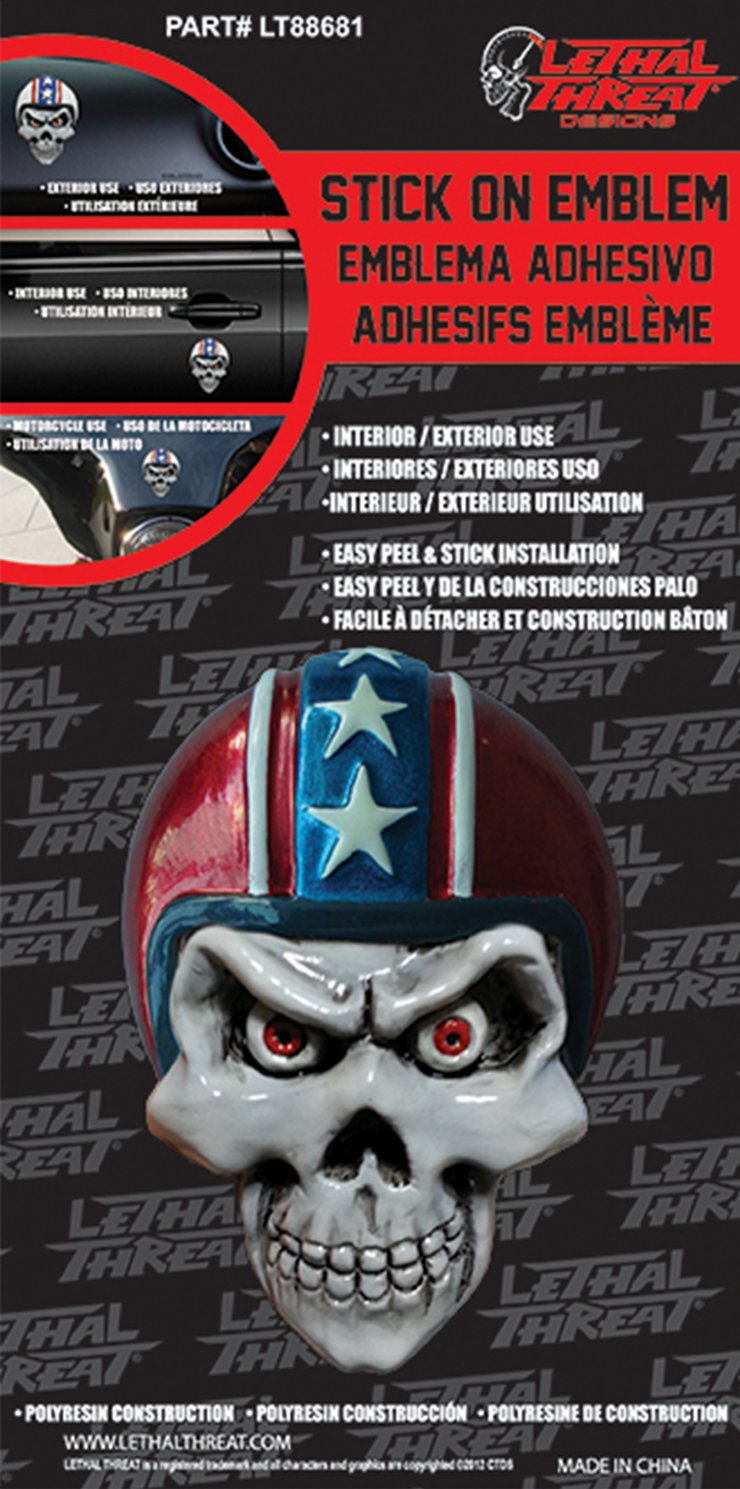 PART# LT88681
LETHAL
THREAT®
DESIGNS
STICK ON EMBLEM
EMBLEMA ADHESIVO
ADHESIFS EMBLÈME
• EXTERIOR USE • USO EXTERIORES
• UTILISATION EXTÉRIEURE
• INTERIOR USE • USO INTERIORES
• UTILISATION INTÉRIEUR
• MOTORCYCLE USE • USO DE LA MOTOCICLETA
• UTILISATION DE LA MOTO
• INTERIOR / EXTERIOR USE
• INTERIORES / EXTERIORES USO
•INTERIEUR / EXTERIEUR UTILISATION
• EASY PEEL & STICK INSTALLATION
• EASY PEEL Y DE LA CONSTRUCCIONES PALO
• FACILE À DÉTACHER ET CONSTRUCTION BÂTON
• POLYRESIN CONSTRUCTION • POLYRESIN CONSTRUCCIÓN • POLYRESINE DE CONSTRUCTION
WWW.LETHALTHREAT.COM
LETHAL THREAT is a registered trademark and all characters and graphics are copyrighted ©2012 CTDS
MADE IN CHINA